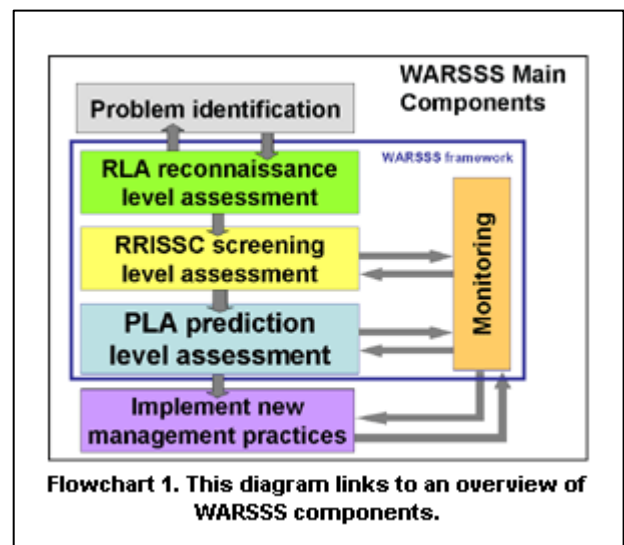 WARSSS Main
Components
Problem identification
WARSSS framework
RLA reconnaissance
level assessment
RRISSC screening
level assessment
Monitoring
PLA prediction
level assessment
Implement new
management practices
Flowchart 1. This diagram links to an overview of
WARSSS components.